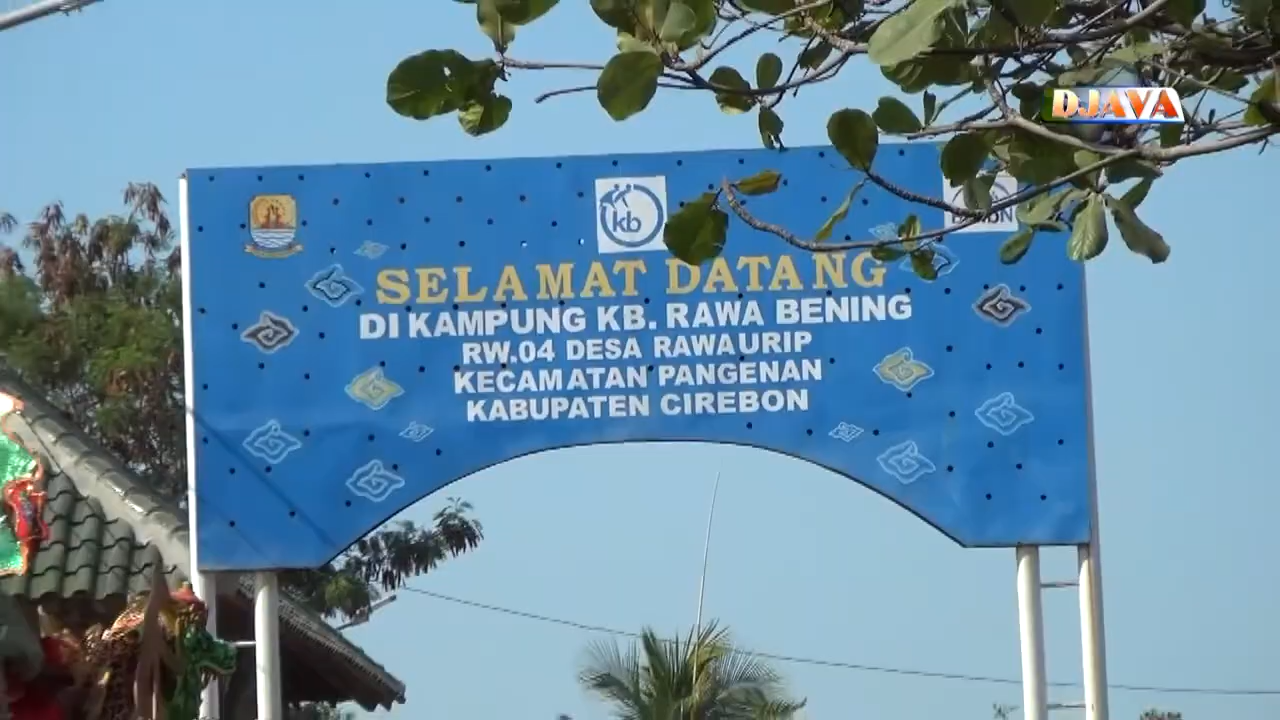 DJAVA
kb
SELAMAT DATANG
DI KAMPUNG KB. RAWA BENING
RW.04 DESA RAWAURIP
KECAMATAN PANGENAN
KABUPATEN CIREBON